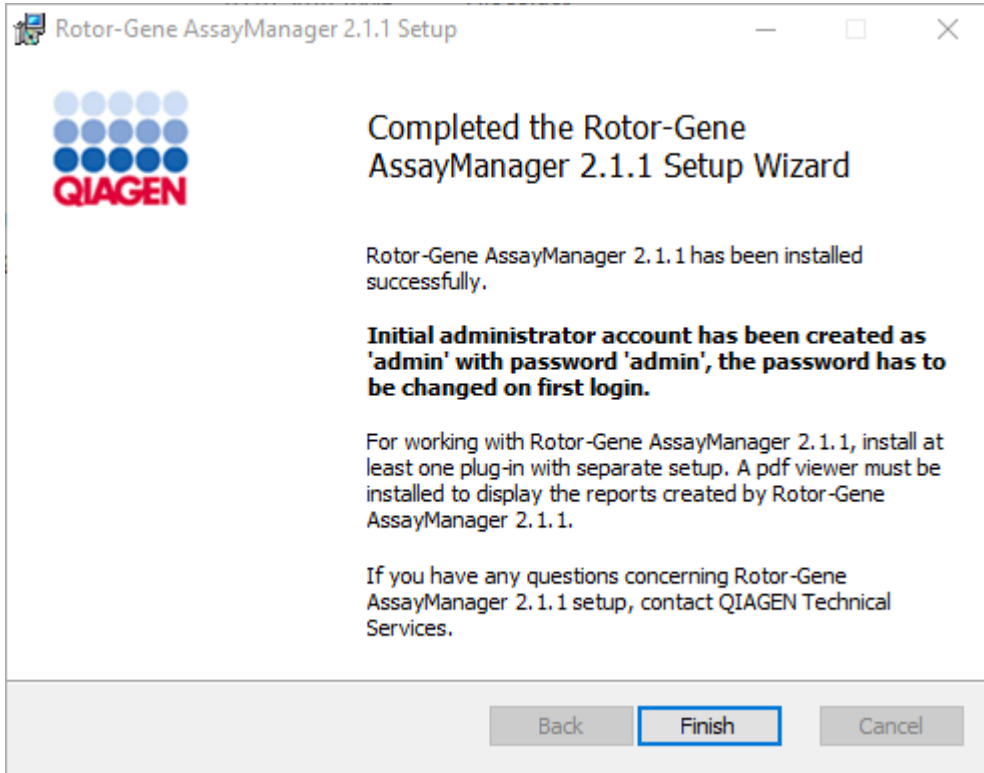 Rotor-Gene AssayManager 2.1.1 Setup
QIAGEN
Completed the Rotor-Gene
AssayManager 2.1.1 Setup Wizard
Rotor-Gene AssayManager 2.1.1 has been installed
successfully.
Initial administrator account has been created as
'admin' with password 'admin', the password has to
be changed on first login.
For working with Rotor-Gene AssayManager 2.1.1, install at
least one plug-in with separate setup. A pdf viewer must be
installed to display the reports created by Rotor-Gene
AssayManager 2.1.1.
If you have any questions concerning Rotor-Gene
AssayManager 2.1.1 setup, contact QIAGEN Technical
Services.
Back Finish Cancel